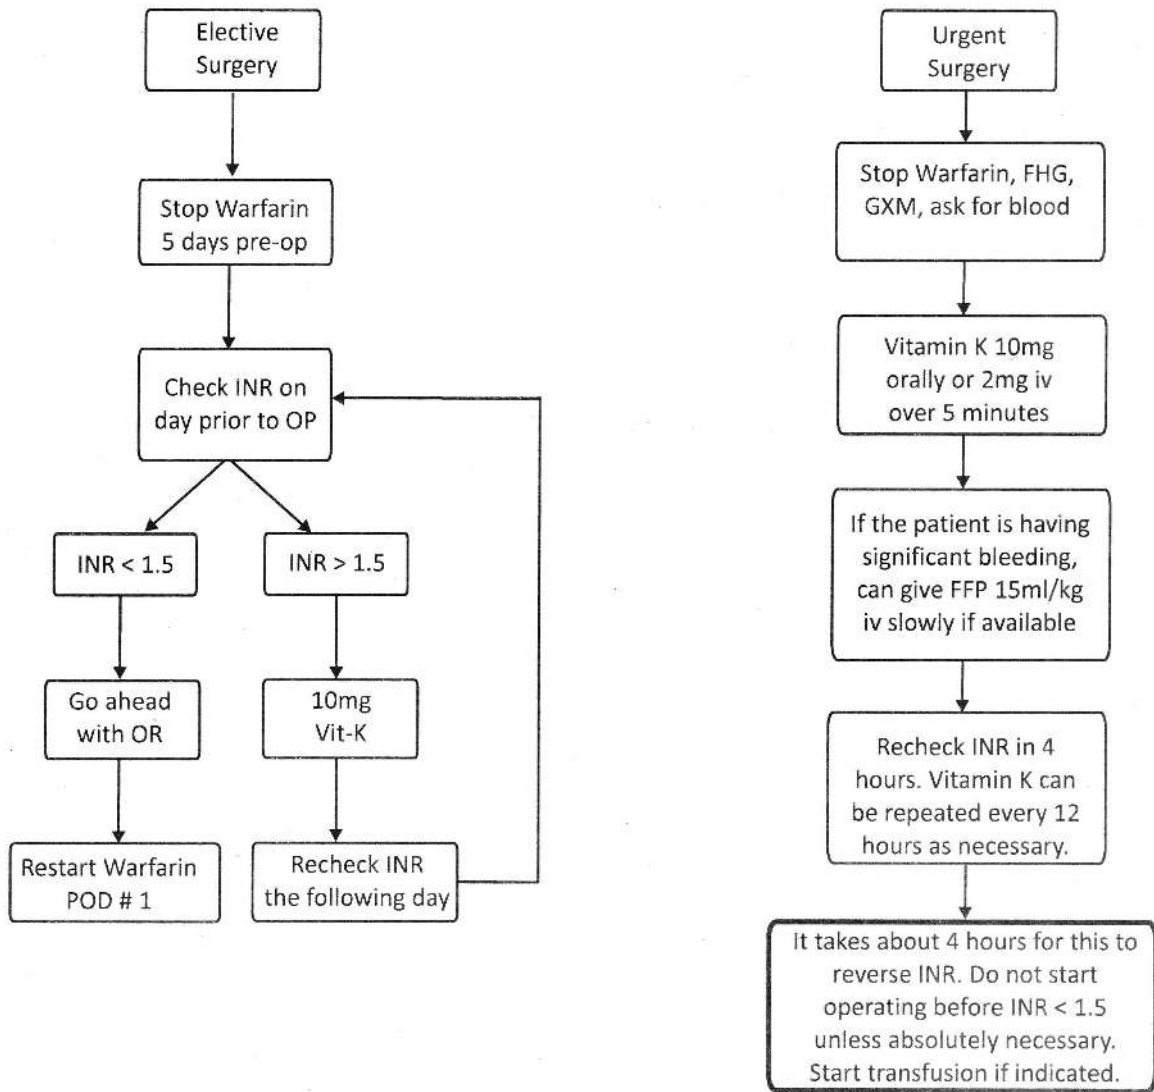 Elective
Surgery
Stop Warfarin
5 days pre-op
Check INR on
day prior to OP
INR < 1.5
INR > 1.5
Go ahead
with OR
10mg
Vit-K
Restart Warfarin
POD # 1
Recheck INR
the following day
Urgent
Surgery
Stop Warfarin, FHG,
GXM, ask for blood
Vitamin K 10mg
orally or 2mg iv
over 5 minutes
If the patient is having
significant bleeding,
can give FFP 15ml/kg
iv slowly if available
Recheck INR in 4
hours. Vitamin K can
be repeated every 12
hours as necessary.
It takes about 4 hours for this to
reverse INR. Do not start
operating before INR < 1.5
unless absolutely necessary.
Start transfusion if indicated.